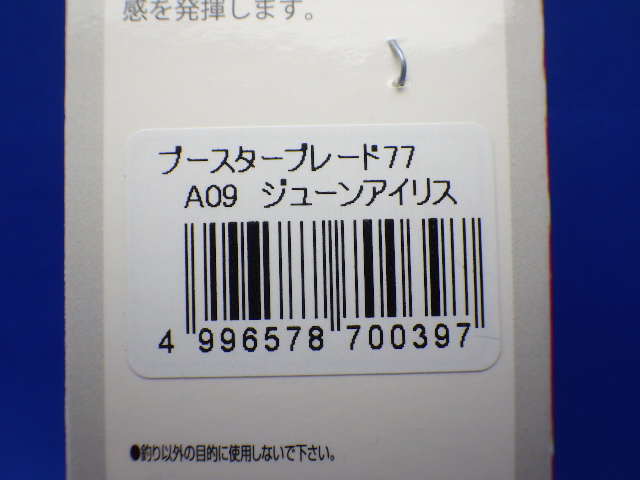 感を発揮します。
ブースターブレード77
A09 ジューンアイリス
4 996578 700397
●釣り以外の目的に使用しないで下さい。